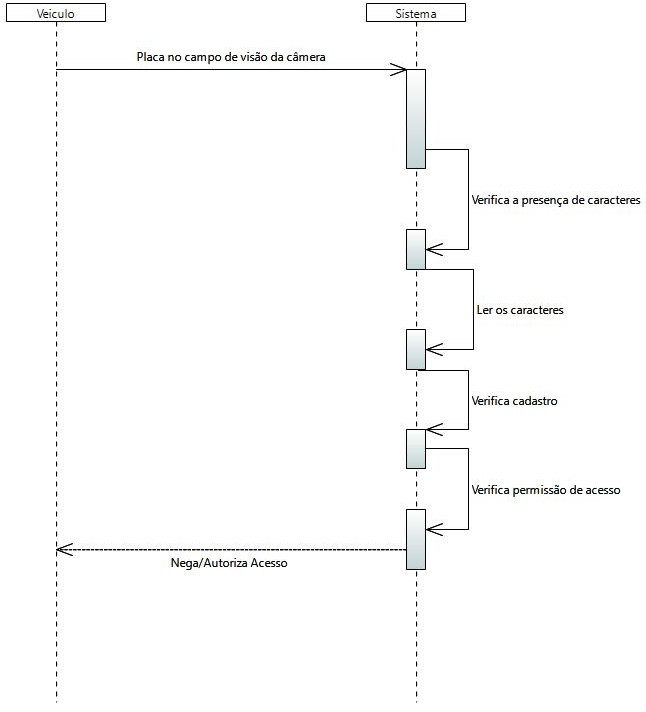 Veiculo
Sistema
Placa no campo de visão da câmera
Verifica a presença de caracteres
Ler os caracteres
Verifica cadastro
Verifica permissão de acesso
Nega/Autoriza Acesso